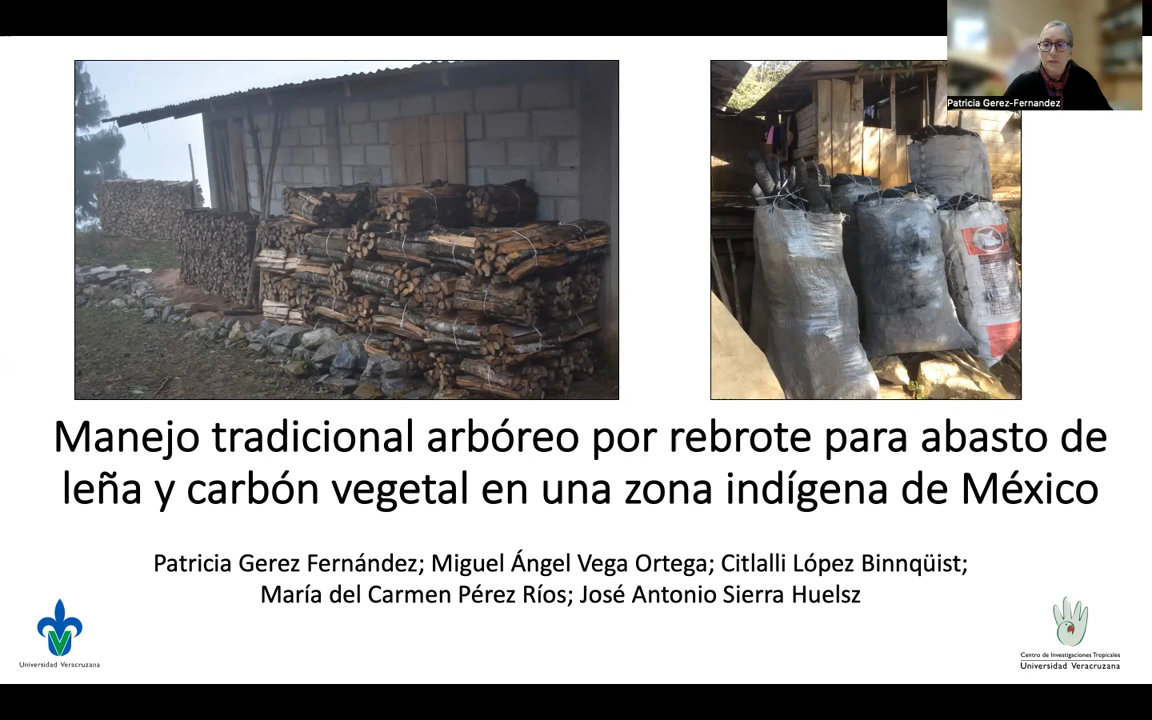 Patricia Gerez-Fernandez
Manejo tradicional arbóreo por rebrote para abasto de
leña y carbón vegetal en una zona indígena de México
Patricia Gerez Fernández; Miguel Ángel Vega Ortega; Citlalli López Binnqüist;
María del Carmen Pérez Ríos; José Antonio Sierra Huelsz
Universidad Veracruzana
Centro de Investigaciones Tropicales
Universidad Veracruzana